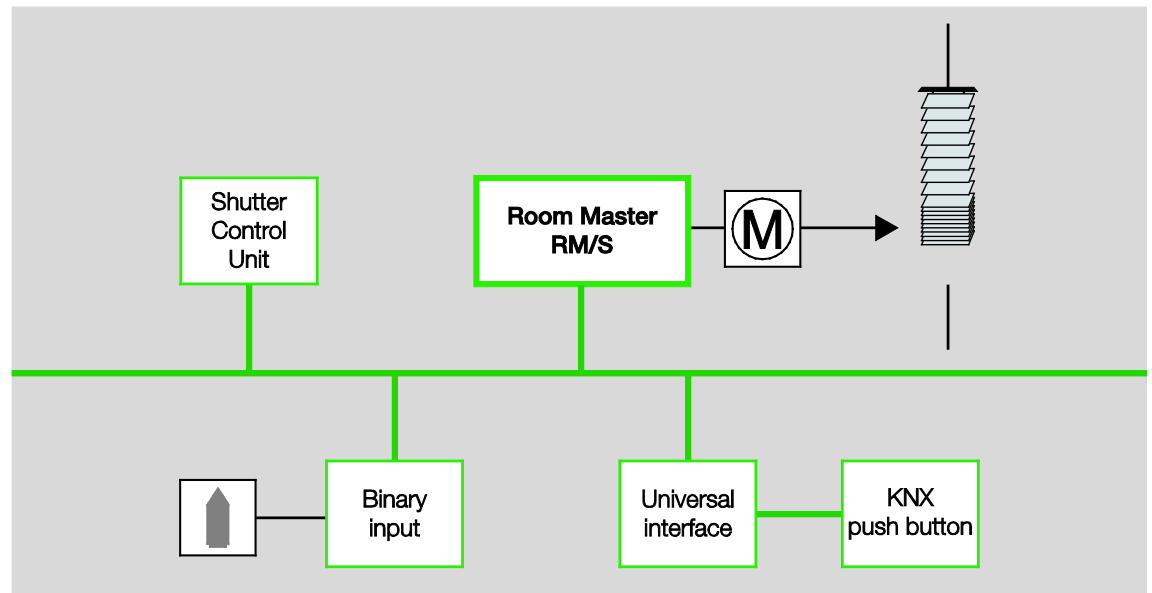 Shutter
Control
Unit
Room Master
RM/S
M
Binary
input
Universal
interface
KNX
push button